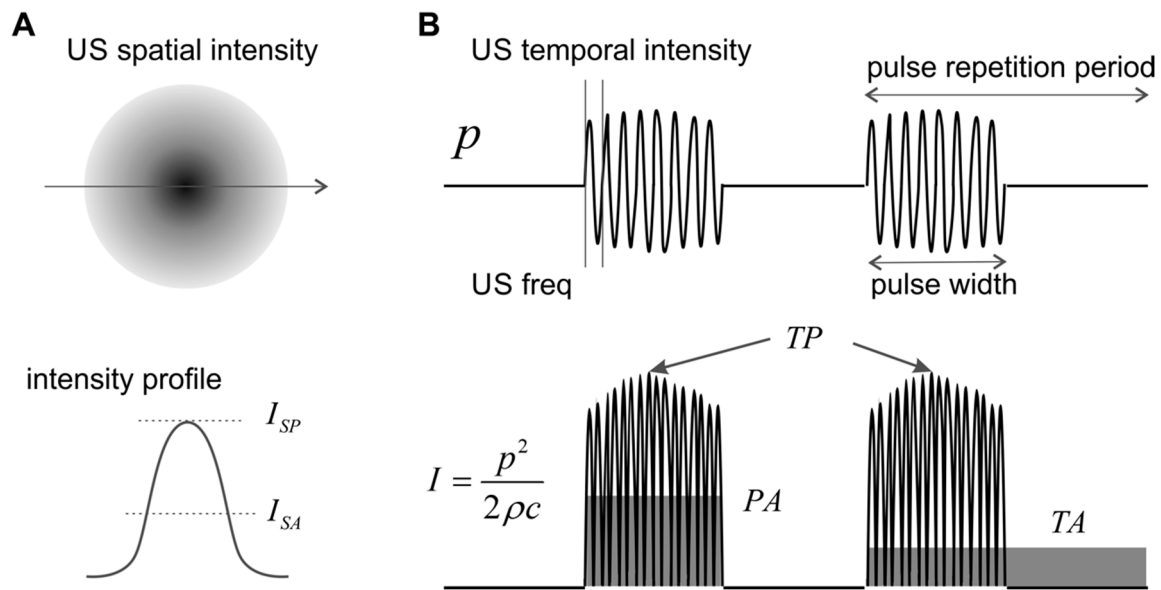 A
US spatial intensity
intensity profile
I_SP
I_SA
B
US temporal intensity
pulse repetition period
p
US freq
pulse width
TP
I = p² / 2ρc
PA
TA